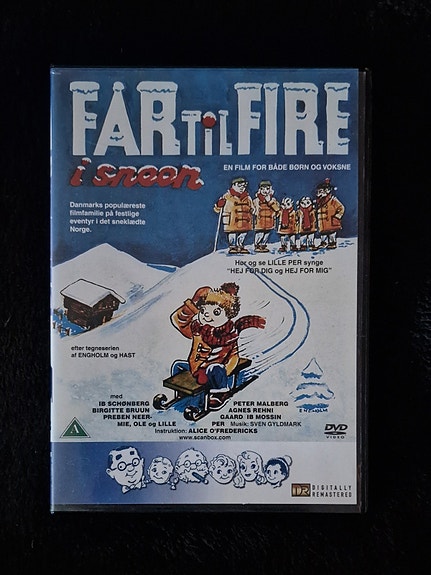 FAR TIL FIRE
i sneen
EN FILM FOR BÅDE BØRN OG VOKSNE
Danmarks populæreste
filmfamilie på festlige
eventyr i det sneklædte
Norge.
Hør og se LILLE PER synge
"HEJ FOR DIG og HEJ FOR MIG"
efter tegneserien
af ENGHOLM og HAST
ENGHOLM
med
IB SCHØNBERG PETER MALBERG
BIRGITTE BRUUN AGNES REHNI
PREBEN NEER- GAARD IB MOSSIN
MIE, OLE og LILLE PER Musik: SVEN GYLDMARK
Instruktion: ALICE O'FREDERICKS
www.scanbox.com
A
DVD
VIDEO
DIGITALLY
REMASTERED